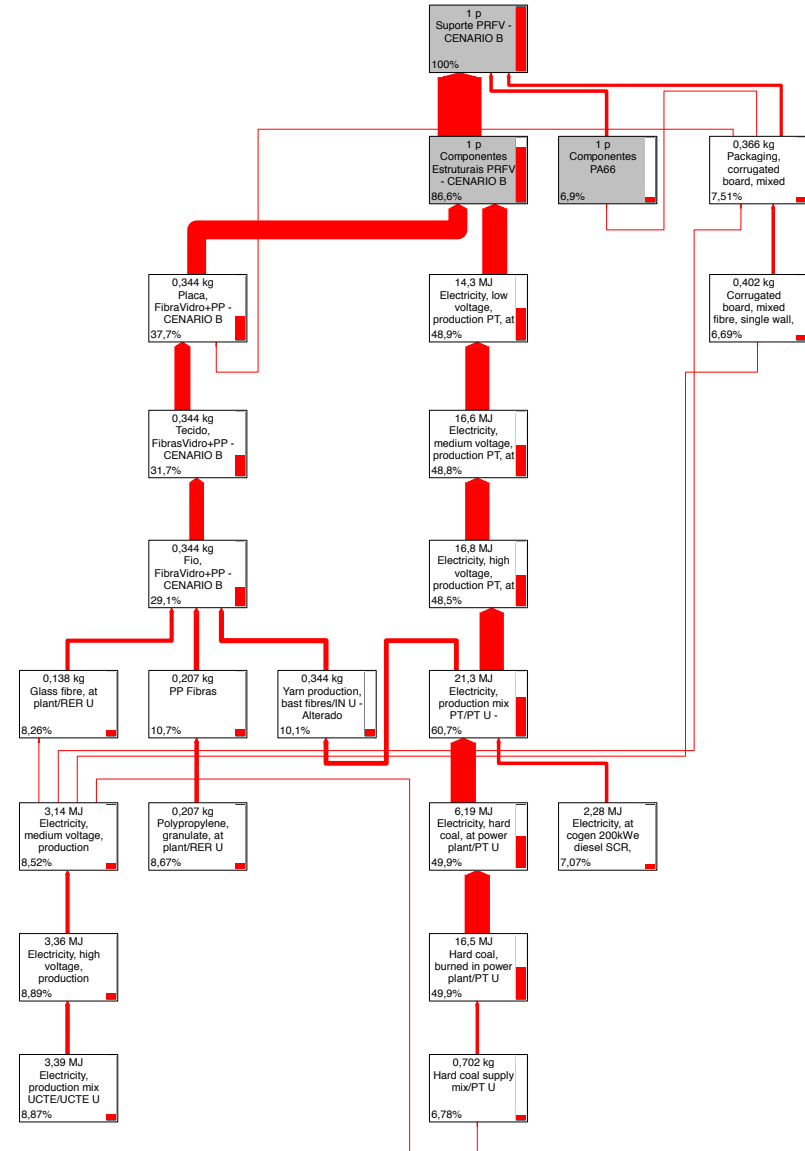 1 p
Suporte PRFV -
CENARIO B
100%
1 p
Componentes
Estruturais PRFV
- CENARIO B
86,6%
1 p
Componentes
PA66
6,9%
0,366 kg
Packaging,
corrugated
board, mixed
7,51%
0,344 kg
Placa,
FibraVidro+PP -
CENARIO B
37,7%
14,3 MJ
Electricity, low
voltage,
production PT, at
48,9%
0,402 kg
Corrugated
board, mixed
fibre, single wall,
6,69%
0,344 kg
Tecido,
FibrasVidro+PP -
CENARIO B
31,7%
16,6 MJ
Electricity,
medium voltage,
production PT, at
48,8%
0,344 kg
Fio,
FibraVidro+PP -
CENARIO B
29,1%
16,8 MJ
Electricity, high
voltage,
production PT, at
48,5%
0,138 kg
Glass fibre, at
plant/RER U
8,26%
0,207 kg
PP Fibras
10,7%
0,344 kg
Yarn production,
bast fibres/IN U -
Alterado
10,1%
21,3 MJ
Electricity,
production mix
PT/PT U -
60,7%
3,14 MJ
Electricity,
medium voltage,
production
8,52%
0,207 kg
Polypropylene,
granulate, at
plant/RER U
8,67%
6,19 MJ
Electricity, hard
coal, at power
plant/PT U
49,9%
2,28 MJ
Electricity, at
cogen 200kWe
diesel SCR,
7,07%
3,36 MJ
Electricity, high
voltage,
production
8,89%
16,5 MJ
Hard coal,
burned in power
plant/PT U
49,9%
3,39 MJ
Electricity,
production mix
UCTE/UCTE U
8,87%
0,702 kg
Hard coal supply
mix/PT U
6,78%